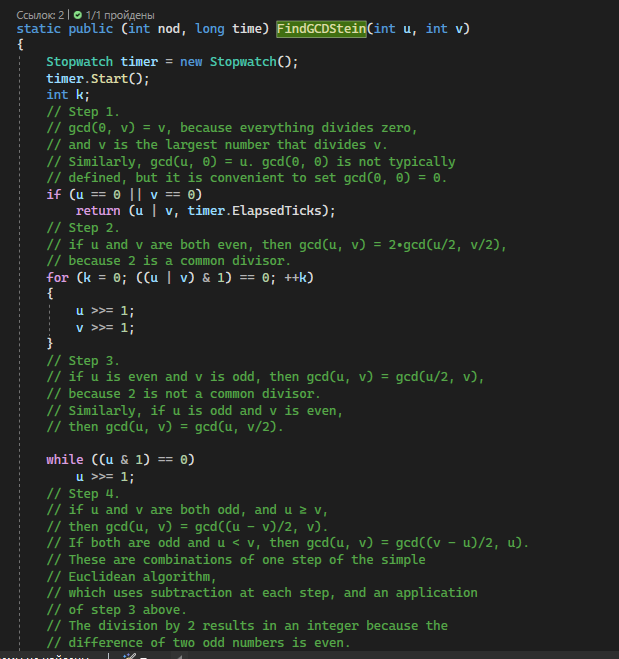 Ссылок: 2 | 1/1 пройдены
static public (int nod, long time) FindGCDStein(int u, int v)
{
Stopwatch timer = new Stopwatch();
timer.Start();
int k;
// Step 1.
// gcd(0, v) = v, because everything divides zero,
// and v is the largest number that divides v.
// Similarly, gcd(u, 0) = u. gcd(0, 0) is not typically
// defined, but it is convenient to set gcd(0, 0) = 0.
if (u == 0 || v == 0)
return (u | v, timer.ElapsedTicks);
// Step 2.
// if u and v are both even, then gcd(u, v) = 2•gcd(u/2, v/2),
// because 2 is a common divisor.
for (k = 0; ((u | v) & 1) == 0; ++k)
{
u >>= 1;
v >>= 1;
}
// Step 3.
// if u is even and v is odd, then gcd(u, v) = gcd(u/2, v),
// because 2 is not a common divisor.
// Similarly, if u is odd and v is even,
// then gcd(u, v) = gcd(u, v/2).
while ((u & 1) == 0)
u >>= 1;
// Step 4.
// if u and v are both odd, and u ≥ v,
// then gcd(u, v) = gcd((u − v)/2, v).
// If both are odd and u < v, then gcd(u, v) = gcd((v − u)/2, u).
// These are combinations of one step of the simple
// Euclidean algorithm,
// which uses subtraction at each step, and an application
// of step 3 above.
// The division by 2 results in an integer because the
// difference of two odd numbers is even.